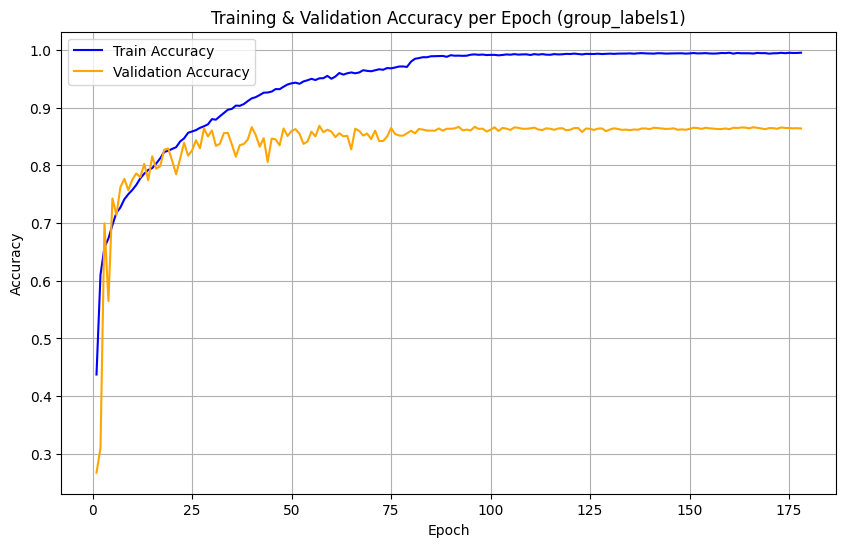 Training & Validation Accuracy per Epoch (group_labels1)
Train Accuracy
Validation Accuracy
Accuracy
1.0
0.9
0.8
0.7
0.6
0.5
0.4
0.3
0 25 50 75 100 125 150 175
Epoch